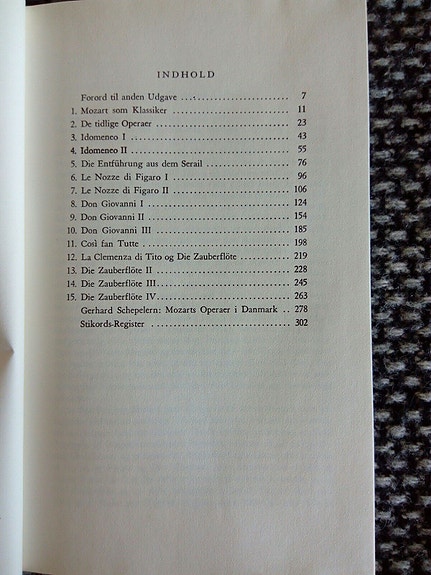 INDHOLD
Forord til anden Udgave ........................ 7
1. Mozart som Klassiker ........................ 11
2. De tidlige Operaer ........................ 23
3. Idomeneo I ........................ 43
4. Idomeneo II ........................ 55
5. Die Entführung aus dem Serail ........................ 76
6. Le Nozze di Figaro I ........................ 96
7. Le Nozze di Figaro II ........................ 106
8. Don Giovanni I ........................ 124
9. Don Giovanni II ........................ 154
10. Don Giovanni III ........................ 185
11. Così fan Tutte ........................ 198
12. La Clemenza di Tito og Die Zauberflöte ............ 219
13. Die Zauberflöte II ........................ 228
14. Die Zauberflöte III ........................ 245
15. Die Zauberflöte IV ........................ 263
Gerhard Schepelern: Mozarts Operaer i Danmark .. 278
Stikords-Register ........................ 302